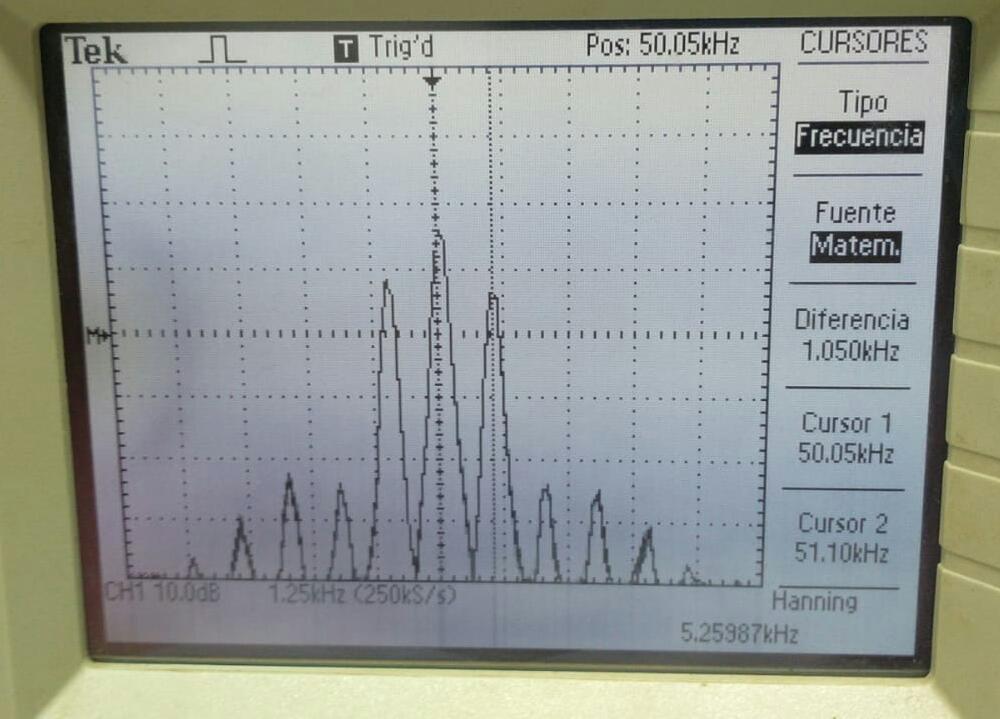 Tek
T Trig'd
Pos: 50.05kHz
CURSORES
Tipo
Frecuencia
Fuente
Matem.
Diferencia
1.050kHz
Cursor 1
50.05kHz
Cursor 2
51.10kHz
M
CH1 10.0dB
1.25kHz (250kS/s)
Hanning
5.25987kHz